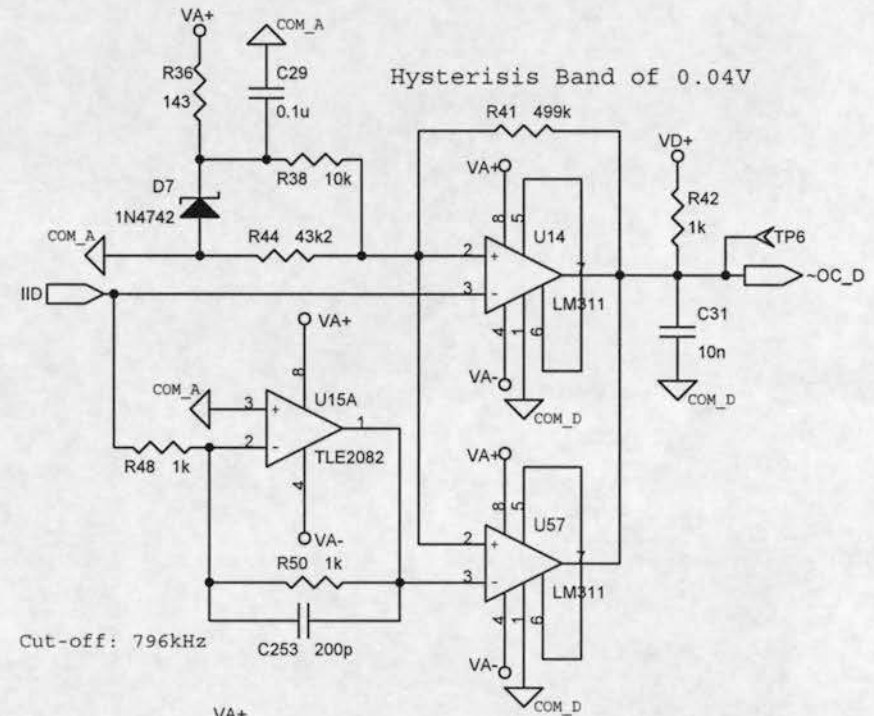 VA+
COM_A
R36
143
C29
0.1u
Hysterisis Band of 0.04V
R41 499k
R38 10k
D7
1N4742
VA+
VD+
R42
1k
COM_A
R44 43k2
8
5
U14
TP6
2
+
7
IID
3
-
LM311
~OC_D
4
1
6
C31
10n
VA+
VA-
COM_D
COM_D
8
COM_A
3
+
U15A
1
R48 1k
2
-
TLE2082
VA+
4
8
5
U57
VA-
2
+
7
R50 1k
3
-
LM311
4
1
6
Cut-off: 796kHz
C253 200p
VA-
COM_D
VA+